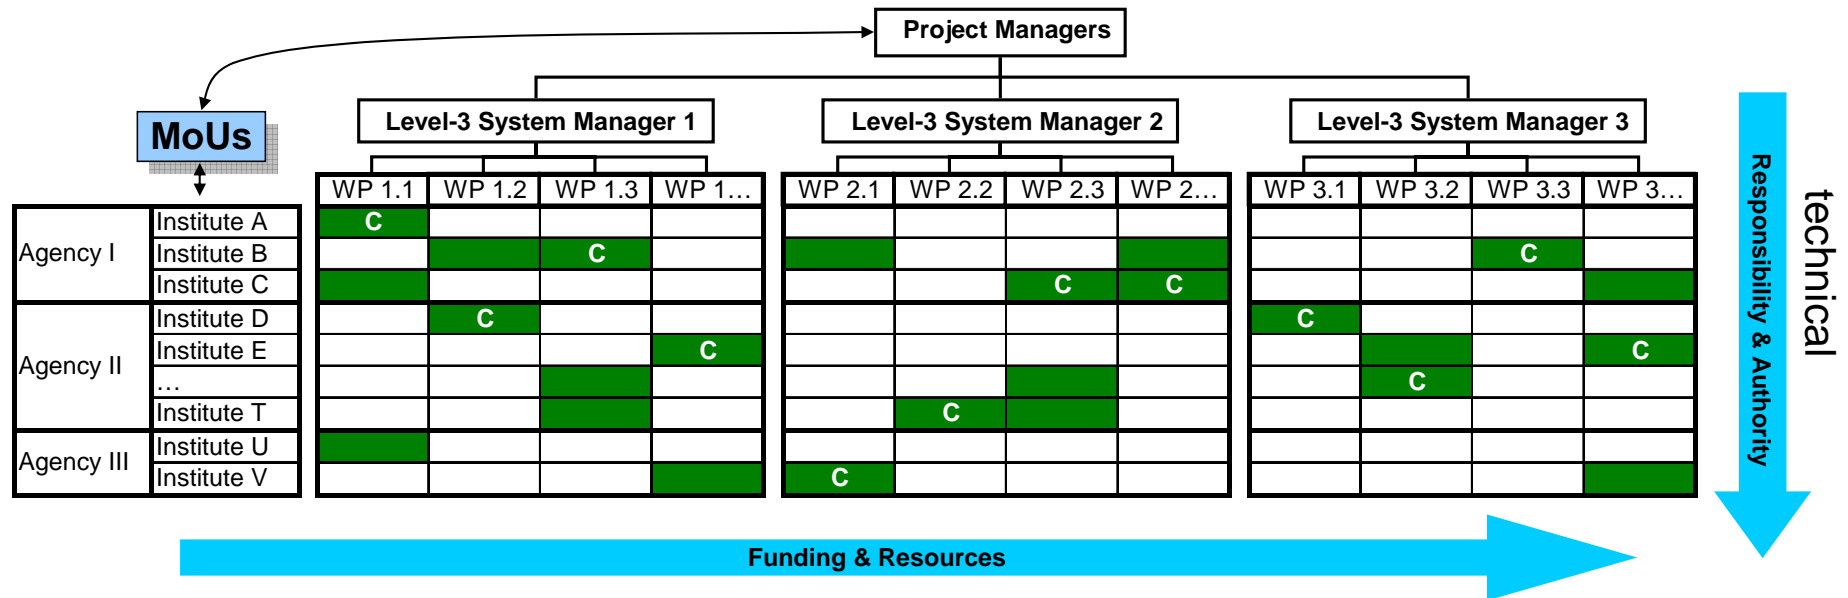 Project Managers
MoUs
Level-3 System Manager 1
Level-3 System Manager 2
Level-3 System Manager 3
WP 1.1 WP 1.2 WP 1.3 WP 1… WP 2.1 WP 2.2 WP 2.3 WP 2… WP 3.1 WP 3.2 WP 3.3 WP 3…
Agency I
Institute A C
Institute B C C
Institute C C C
Agency II
Institute D C C
Institute E C C
… C
Institute T C
Agency III
Institute U
Institute V C
Funding & Resources
Responsibility & Authority
technical